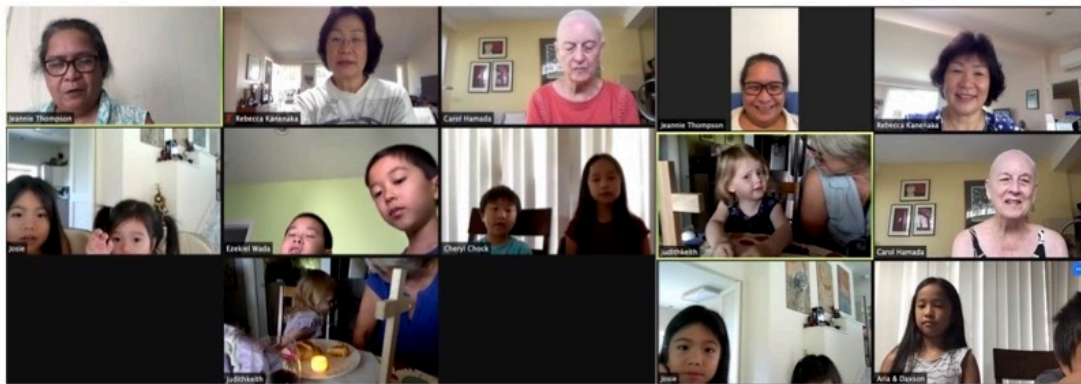 Jeannie Thompson
Rebecca Kanenaka
Carol Hamada
Josie
Ezekiel Wada
Cheryl Chock
judithkeith
Jeannie Thompson
Rebecca Kanenaka
judithkeith
Carol Hamada
Josie
Aria & Daxson